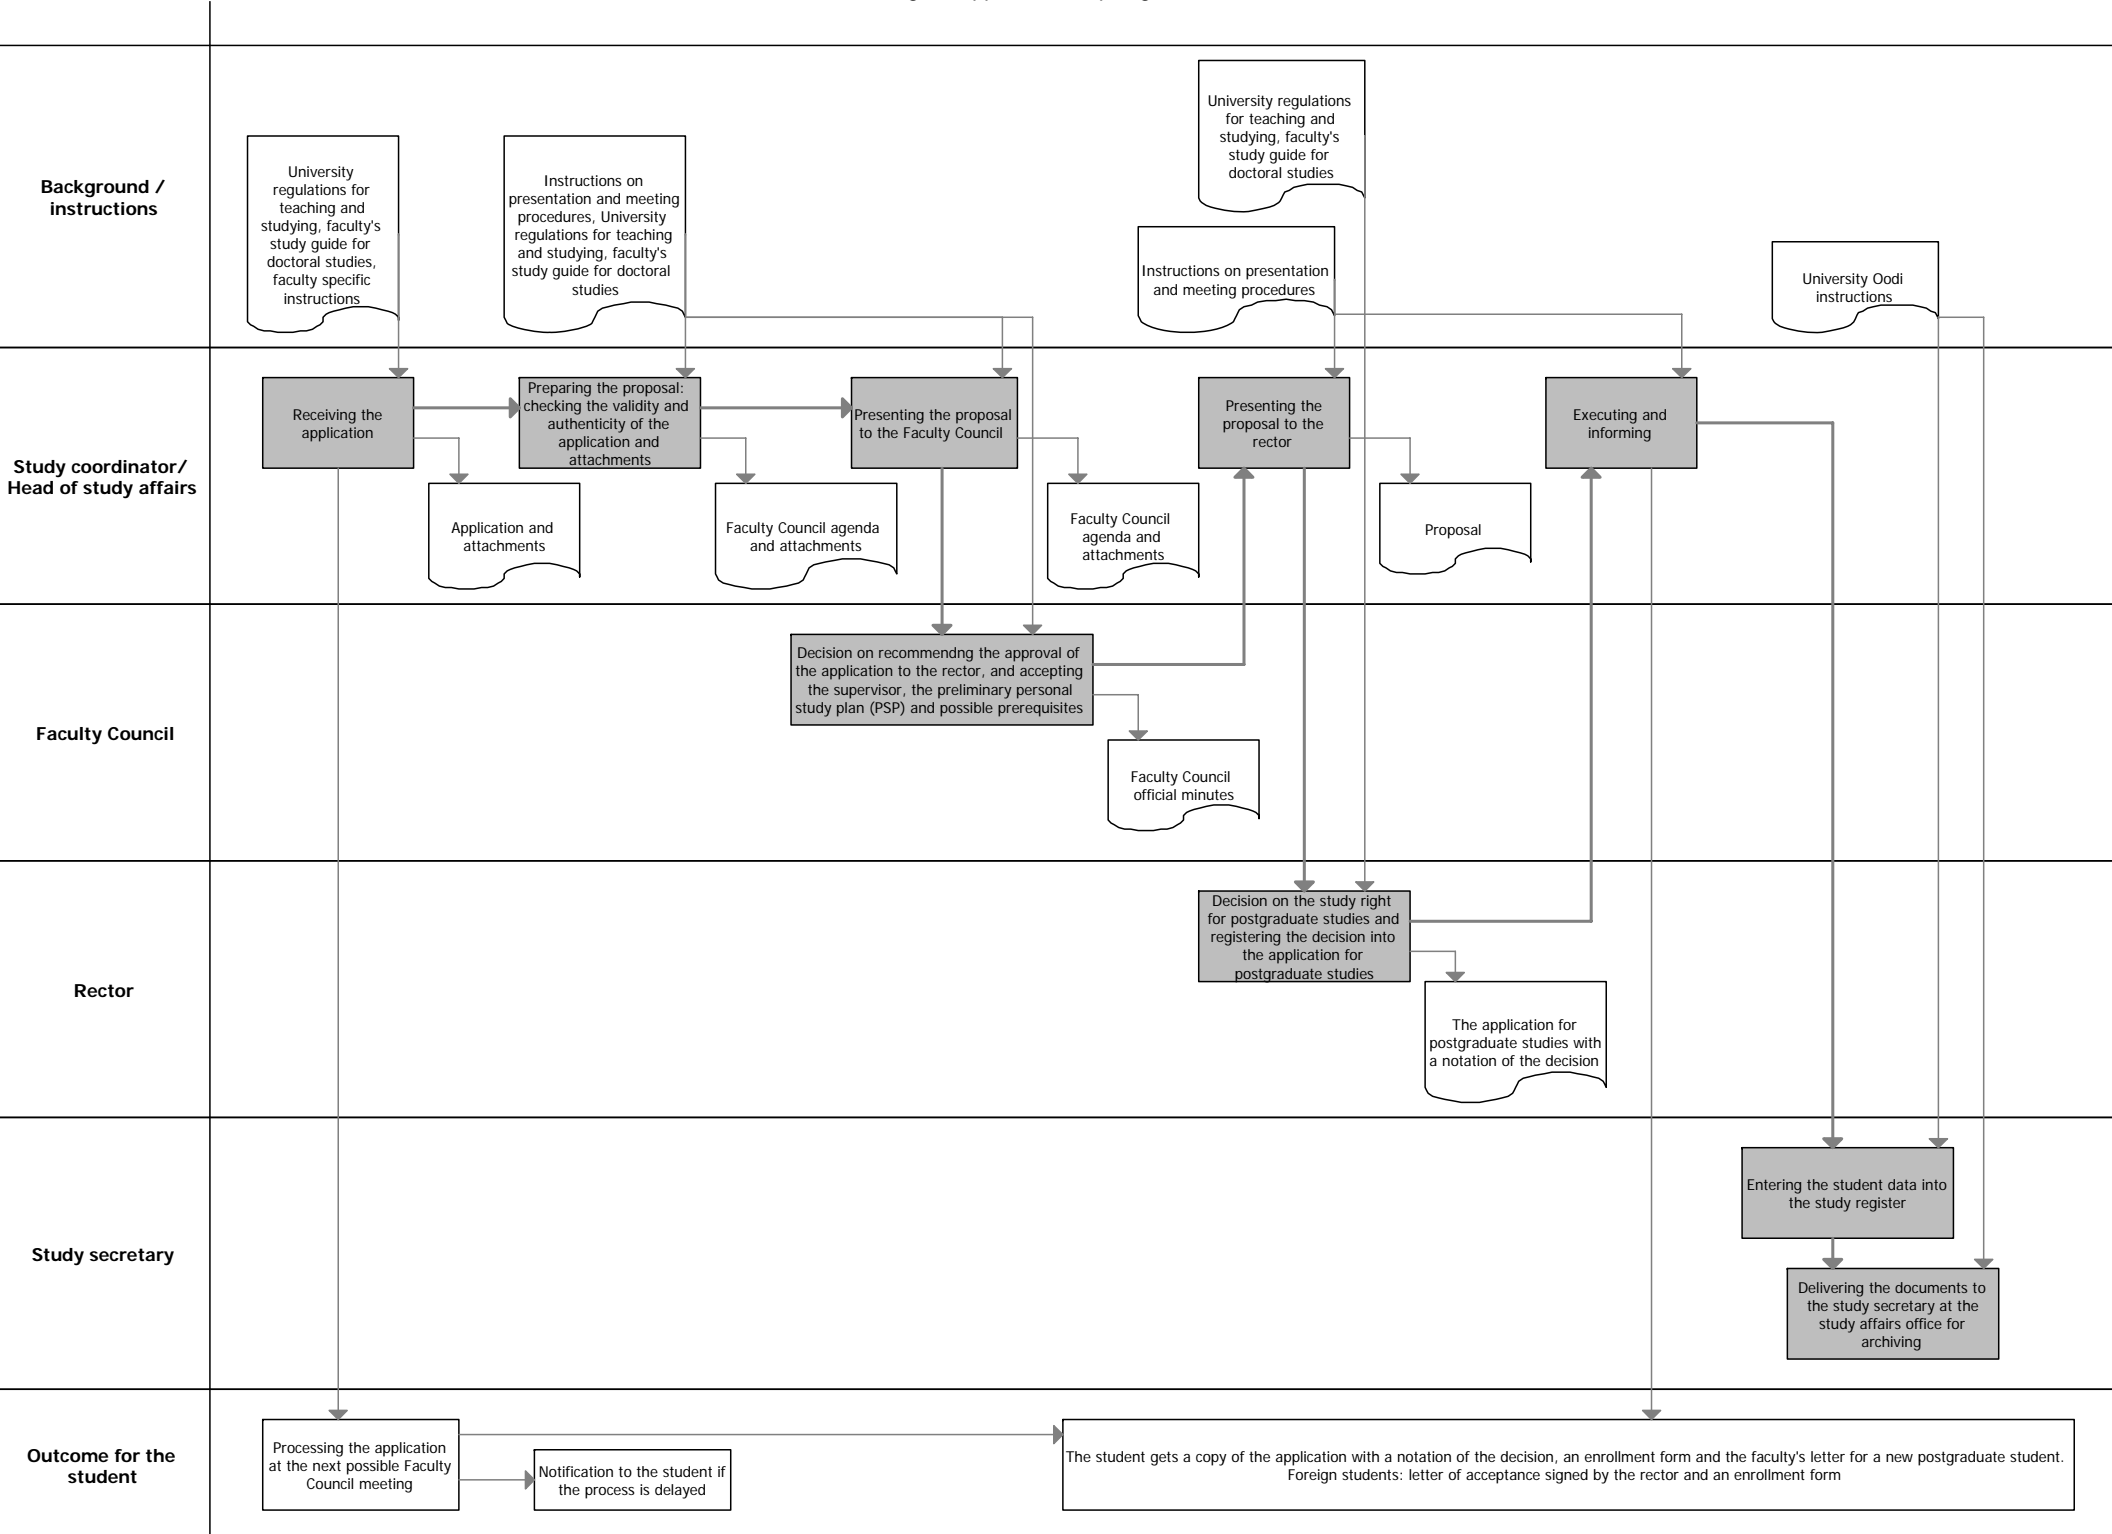 Background /
instructions
University
regulations for
teaching and
studying, faculty's
study guide for
doctoral studies,
faculty specific
instructions
Instructions on
presentation and meeting
procedures, University
regulations for teaching
and studying, faculty's
study guide for doctoral
studies
University regulations
for teaching and
studying, faculty's
study guide for
doctoral studies
Instructions on presentation
and meeting procedures
University Oodi
instructions
Study coordinator/
Head of study affairs
Receiving the
application
Preparing the proposal:
checking the validity and
authenticity of the
application and
attachments
Presenting the proposal
to the Faculty Council
Presenting the
proposal to the
rector
Executing and
informing
Application and
attachments
Faculty Council agenda
and attachments
Faculty Council
agenda and
attachments
Proposal
Faculty Council
Decision on recommendng the approval of
the application to the rector, and accepting
the supervisor, the preliminary personal
study plan (PSP) and possible prerequisites
Faculty Council
official minutes
Rector
Decision on the study right
for postgraduate studies and
registering the decision into
the application for
postgraduate studies
The application for
postgraduate studies with
a notation of the decision
Study secretary
Entering the student data into
the study register
Delivering the documents to
the study secretary at the
study affairs office for
archiving
Outcome for the
student
Processing the application
at the next possible Faculty
Council meeting
Notification to the student if
the process is delayed
The student gets a copy of the application with a notation of the decision, an enrollment form and the faculty's letter for a new postgraduate student.
Foreign students: letter of acceptance signed by the rector and an enrollment form